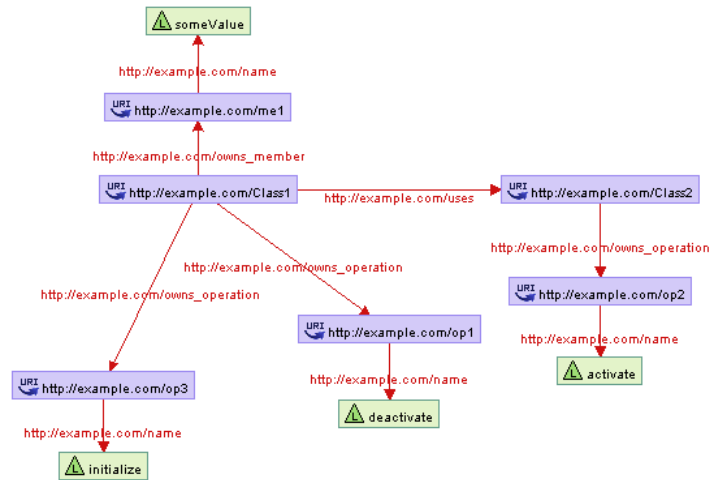 L someValue
http://example.com/name
URI http://example.com/me1
http://example.com/owns_member
URI http://example.com/Class1
http://example.com/uses
URI http://example.com/Class2
http://example.com/owns_operation
http://example.com/owns_operation
http://example.com/owns_operation
URI http://example.com/op2
URI http://example.com/op1
http://example.com/name
L activate
URI http://example.com/op3
http://example.com/name
L deactivate
http://example.com/name
L initialize